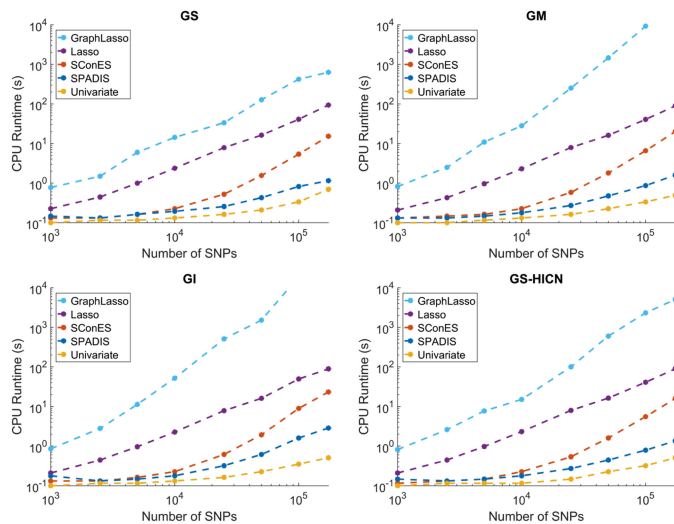 GS
10^4
10^3
10^2
10^1
10^0
10^-1
CPU Runtime (s)
GraphLasso
Lasso
SConES
SPADIS
Univariate
10^3
10^4
10^5
Number of SNPs
GM
10^4
10^3
10^2
10^1
10^0
10^-1
CPU Runtime (s)
GraphLasso
Lasso
SConES
SPADIS
Univariate
10^3
10^4
10^5
Number of SNPs
GI
10^4
10^3
10^2
10^1
10^0
10^-1
CPU Runtime (s)
GraphLasso
Lasso
SConES
SPADIS
Univariate
10^3
10^4
10^5
Number of SNPs
GS-HICN
10^4
10^3
10^2
10^1
10^0
10^-1
CPU Runtime (s)
GraphLasso
Lasso
SConES
SPADIS
Univariate
10^3
10^4
10^5
Number of SNPs